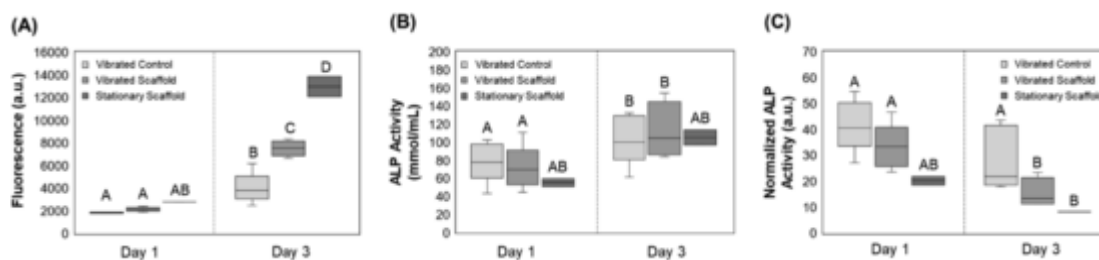 (A)
Fluorescence (a.u.)
16000
14000
12000
10000
8000
6000
4000
2000
0
Vibrated Control
Vibrated Scaffold
Stationary Scaffold
A
A
AB
B
C
D
Day 1
Day 3
(B)
ALP Activity
(mmol/mL)
200
180
160
140
120
100
80
60
40
20
0
Vibrated Control
Vibrated Scaffold
Stationary Scaffold
A
A
AB
B
B
AB
Day 1
Day 3
(C)
Normalized ALP
Activity (a.u.)
70
60
50
40
30
20
10
0
Vibrated Control
Vibrated Scaffold
Stationary Scaffold
A
A
AB
A
B
B
Day 1
Day 3